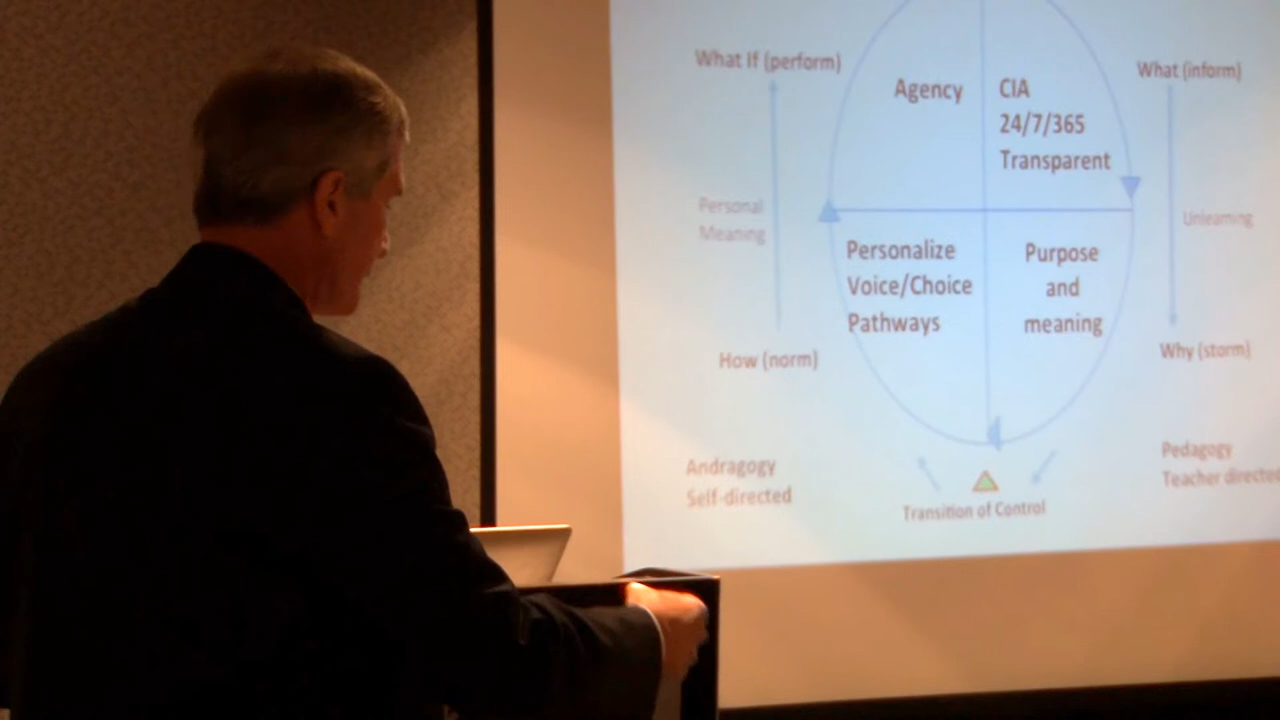 What If (perform)
What (inform)
Agency
CIA
24/7/365
Transparent
Personal
Meaning
Unlearning
Personalize
Voice/Choice
Pathways
Purpose
and
meaning
How (norm)
Why (storm)
Andragogy
Self-directed
Pedagogy
Teacher directed
Transition of Control